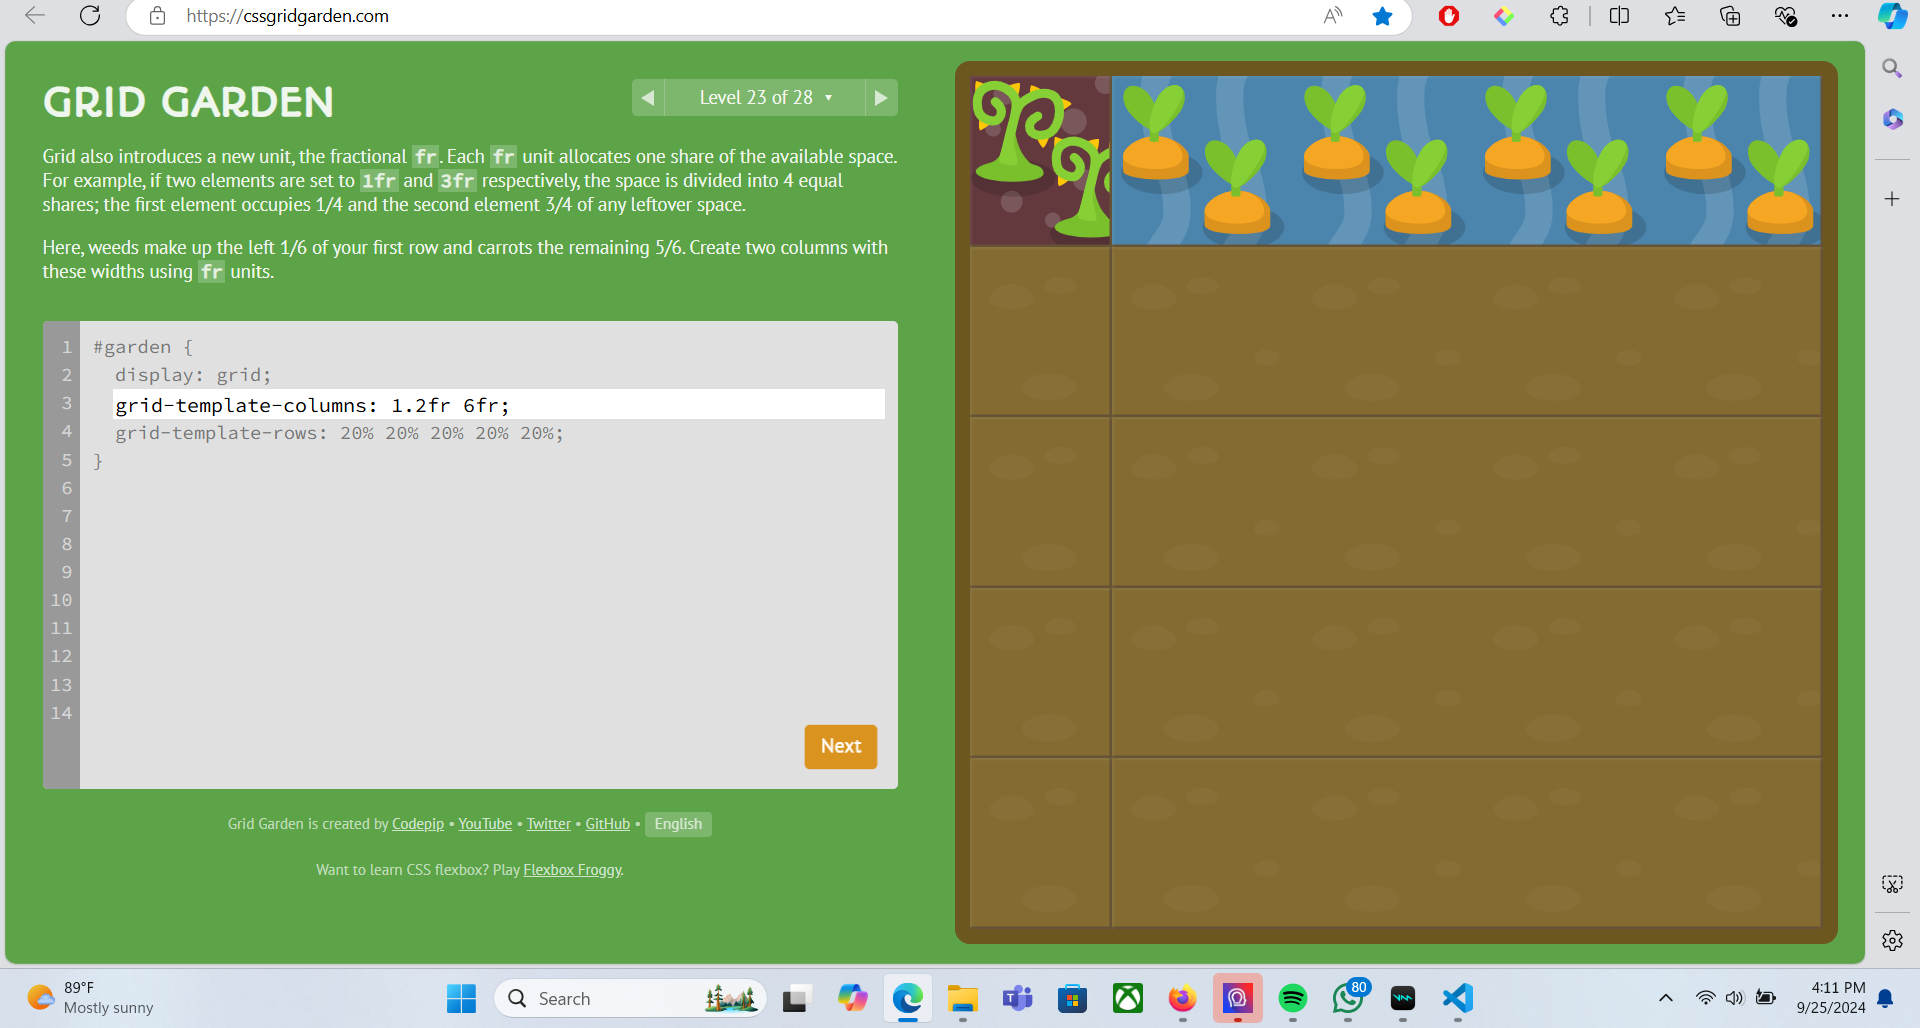 https://cssgridgarden.com
GRID GARDEN
Level 23 of 28
Grid also introduces a new unit, the fractional fr. Each fr unit allocates one share of the available space.
For example, if two elements are set to 1fr and 3fr respectively, the space is divided into 4 equal
shares; the first element occupies 1/4 and the second element 3/4 of any leftover space.
Here, weeds make up the left 1/6 of your first row and carrots the remaining 5/6. Create two columns with
these widths using fr units.
1 #garden {
2 display: grid;
3 grid-template-columns: 1.2fr 6fr;
4 grid-template-rows: 20% 20% 20% 20% 20%;
5 }
6
7
8
9
10
11
12
13
14
Next
Grid Garden is created by Codepip • YouTube • Twitter • GitHub • English
Want to learn CSS flexbox? Play Flexbox Froggy.
89°F
Mostly sunny
Search
80
4:11 PM
9/25/2024